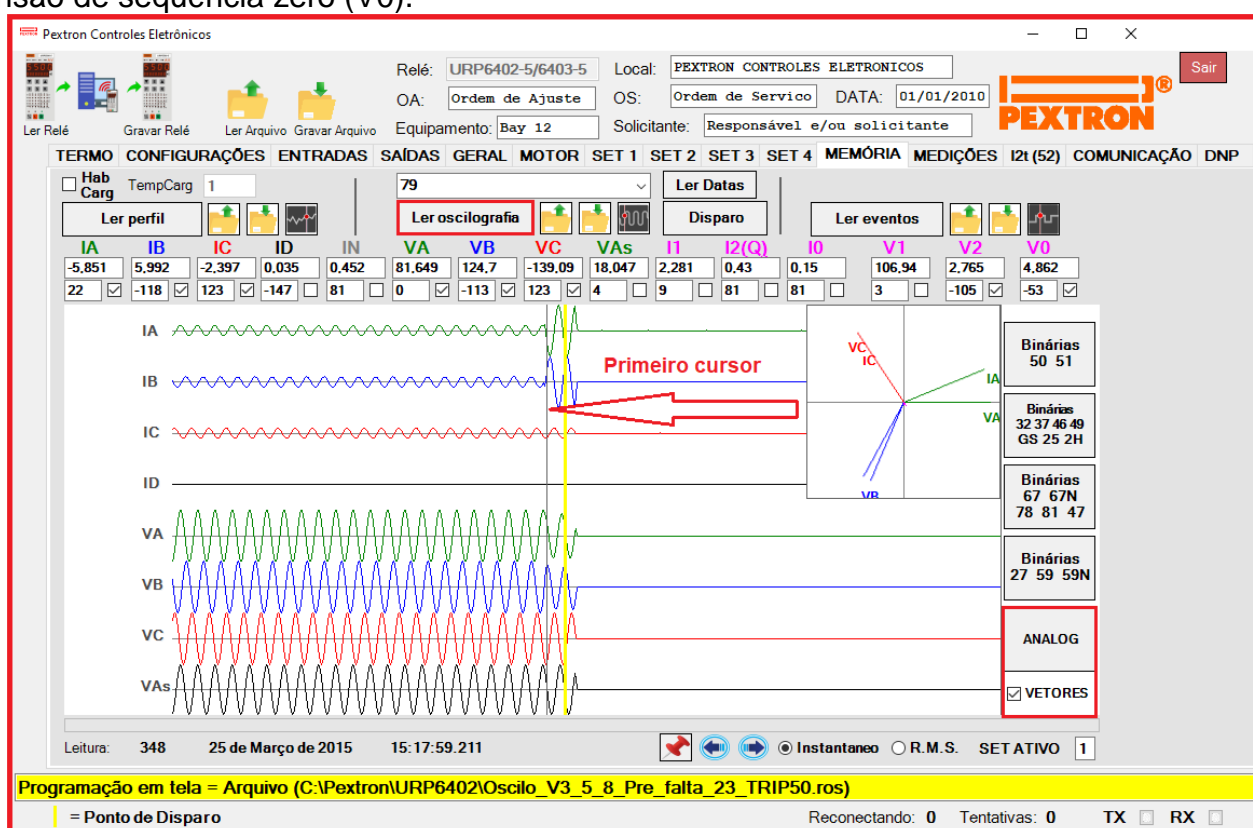 isão de sequência zero (V0).
PEXTRON Pextron Controles Eletrônicos
Relé: URP6402-5/6403-5 Local: PEXTRON CONTROLES ELETRONICOS Sair
OA: Ordem de Ajuste OS: Ordem de Servico DATA: 01/01/2010
Ler Relé Gravar Relé Ler Arquivo Gravar Arquivo Equipamento: Bay 12 Solicitante: Responsável e/ou solicitante PEXTRON ®
TERMO CONFIGURAÇÕES ENTRADAS SAÍDAS GERAL MOTOR SET 1 SET 2 SET 3 SET 4 MEMÓRIA MEDIÇÕES I2t (52) COMUNICAÇÃO DNP
Hab Carg TempCarg 1 79 Ler Datas
Ler perfil Ler oscilografia Disparo Ler eventos
IA IB IC ID IN VA VB VC VAs I1 I2(Q) I0 V1 V2 V0
-5,851 5,992 -2,397 0,035 0,452 81,649 124,7 -139,09 18,047 2,281 0,43 0,15 106,94 2,765 4,862
22 -118 123 -147 81 0 -113 123 4 9 81 81 3 -105 -53
IA
IB
IC
ID
VA
VB
VC
VAs
Primeiro cursor
VC
IC
IA
VA
VB
Binárias
50 51
Binárias
32 37 46 49
GS 25 2H
Binárias
67 67N
78 81 47
Binárias
27 59 59N
ANALOG
VETORES
Leitura: 348 25 de Março de 2015 15:17:59.211 Instantaneo R.M.S. SET ATIVO 1
Programação em tela = Arquivo (C:\Pextron\URP6402\Oscilo_V3_5_8_Pre_falta_23_TRIP50.ros)
= Ponto de Disparo Reconectando: 0 Tentativas: 0 TX RX